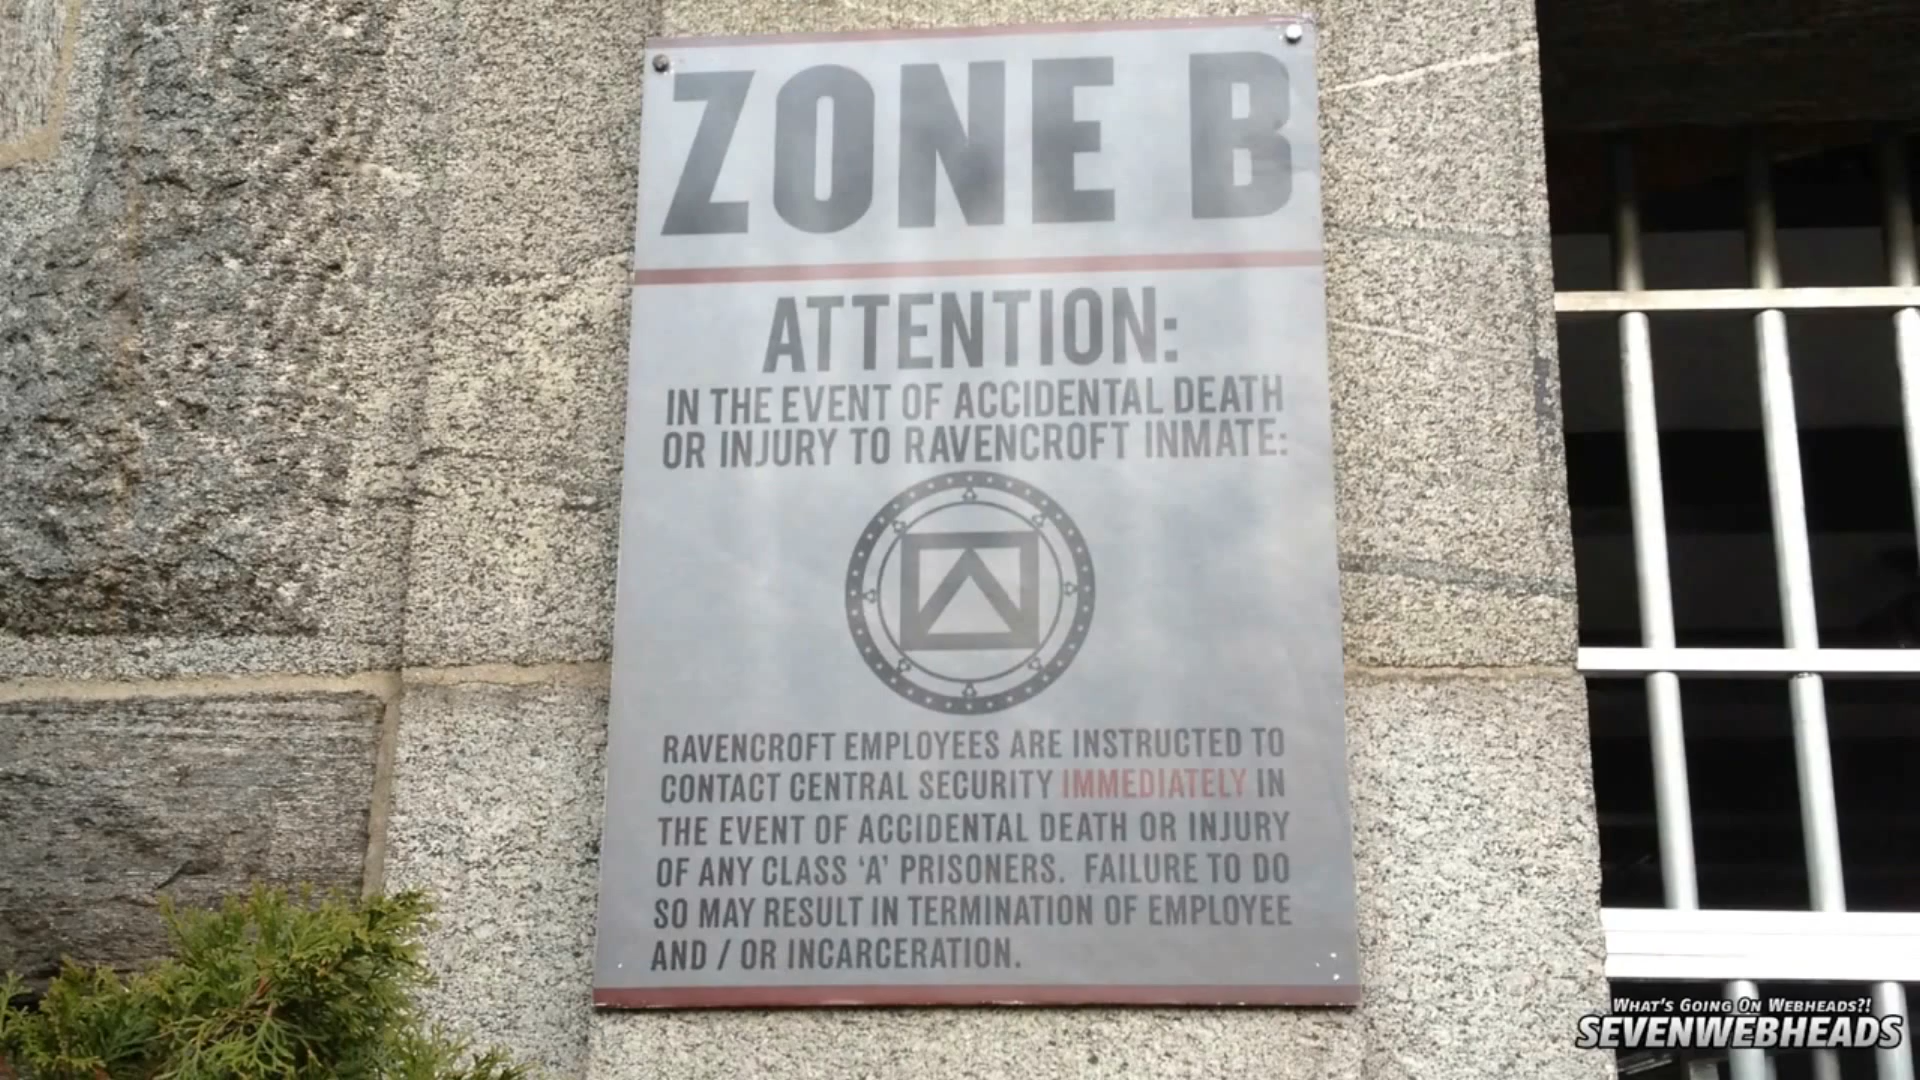 ZONE B
ATTENTION:
IN THE EVENT OF ACCIDENTAL DEATH
OR INJURY TO RAVENCROFT INMATE:
RAVENCROFT EMPLOYEES ARE INSTRUCTED TO
CONTACT CENTRAL SECURITY IMMEDIATELY IN
THE EVENT OF ACCIDENTAL DEATH OR INJURY
OF ANY CLASS ‘A’ PRISONERS. FAILURE TO DO
SO MAY RESULT IN TERMINATION OF EMPLOYEE
AND / OR INCARCERATION.
WHAT'S GOING ON WEBHEADS?!
SEVENWEBHEADS